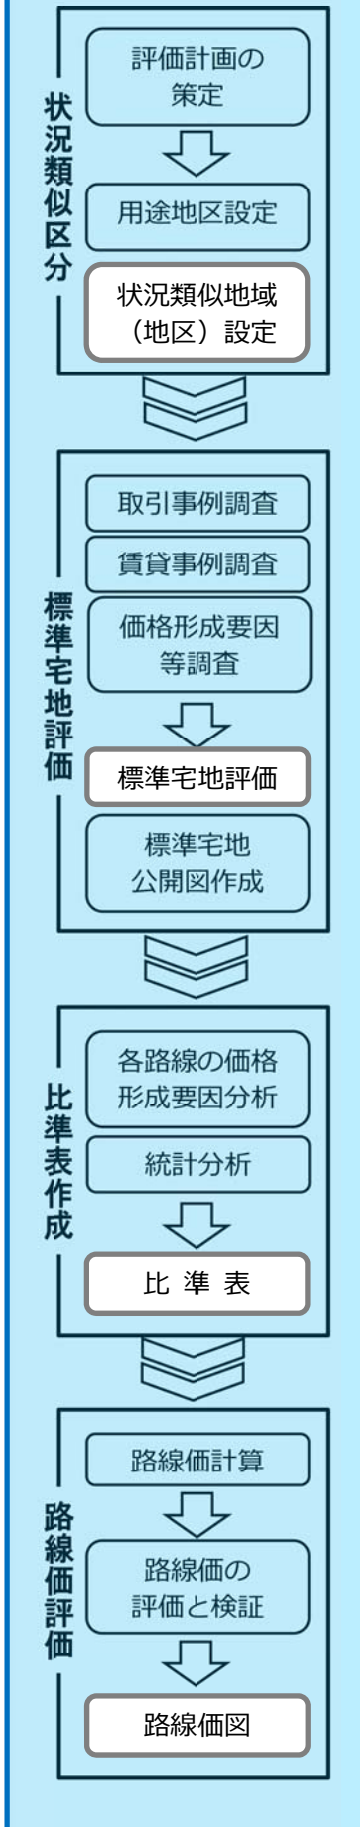 状況類似区分
評価計画の
策定
用途地区設定
状況類似地域
（地区）設定
標準宅地評価
取引事例調査
賃貸事例調査
価格形成要因
等調査
標準宅地評価
標準宅地
公開図作成
比準表作成
各路線の価格
形成要因分析
統計分析
比 準 表
路線価評価
路線価計算
路線価の
評価と検証
路線価図